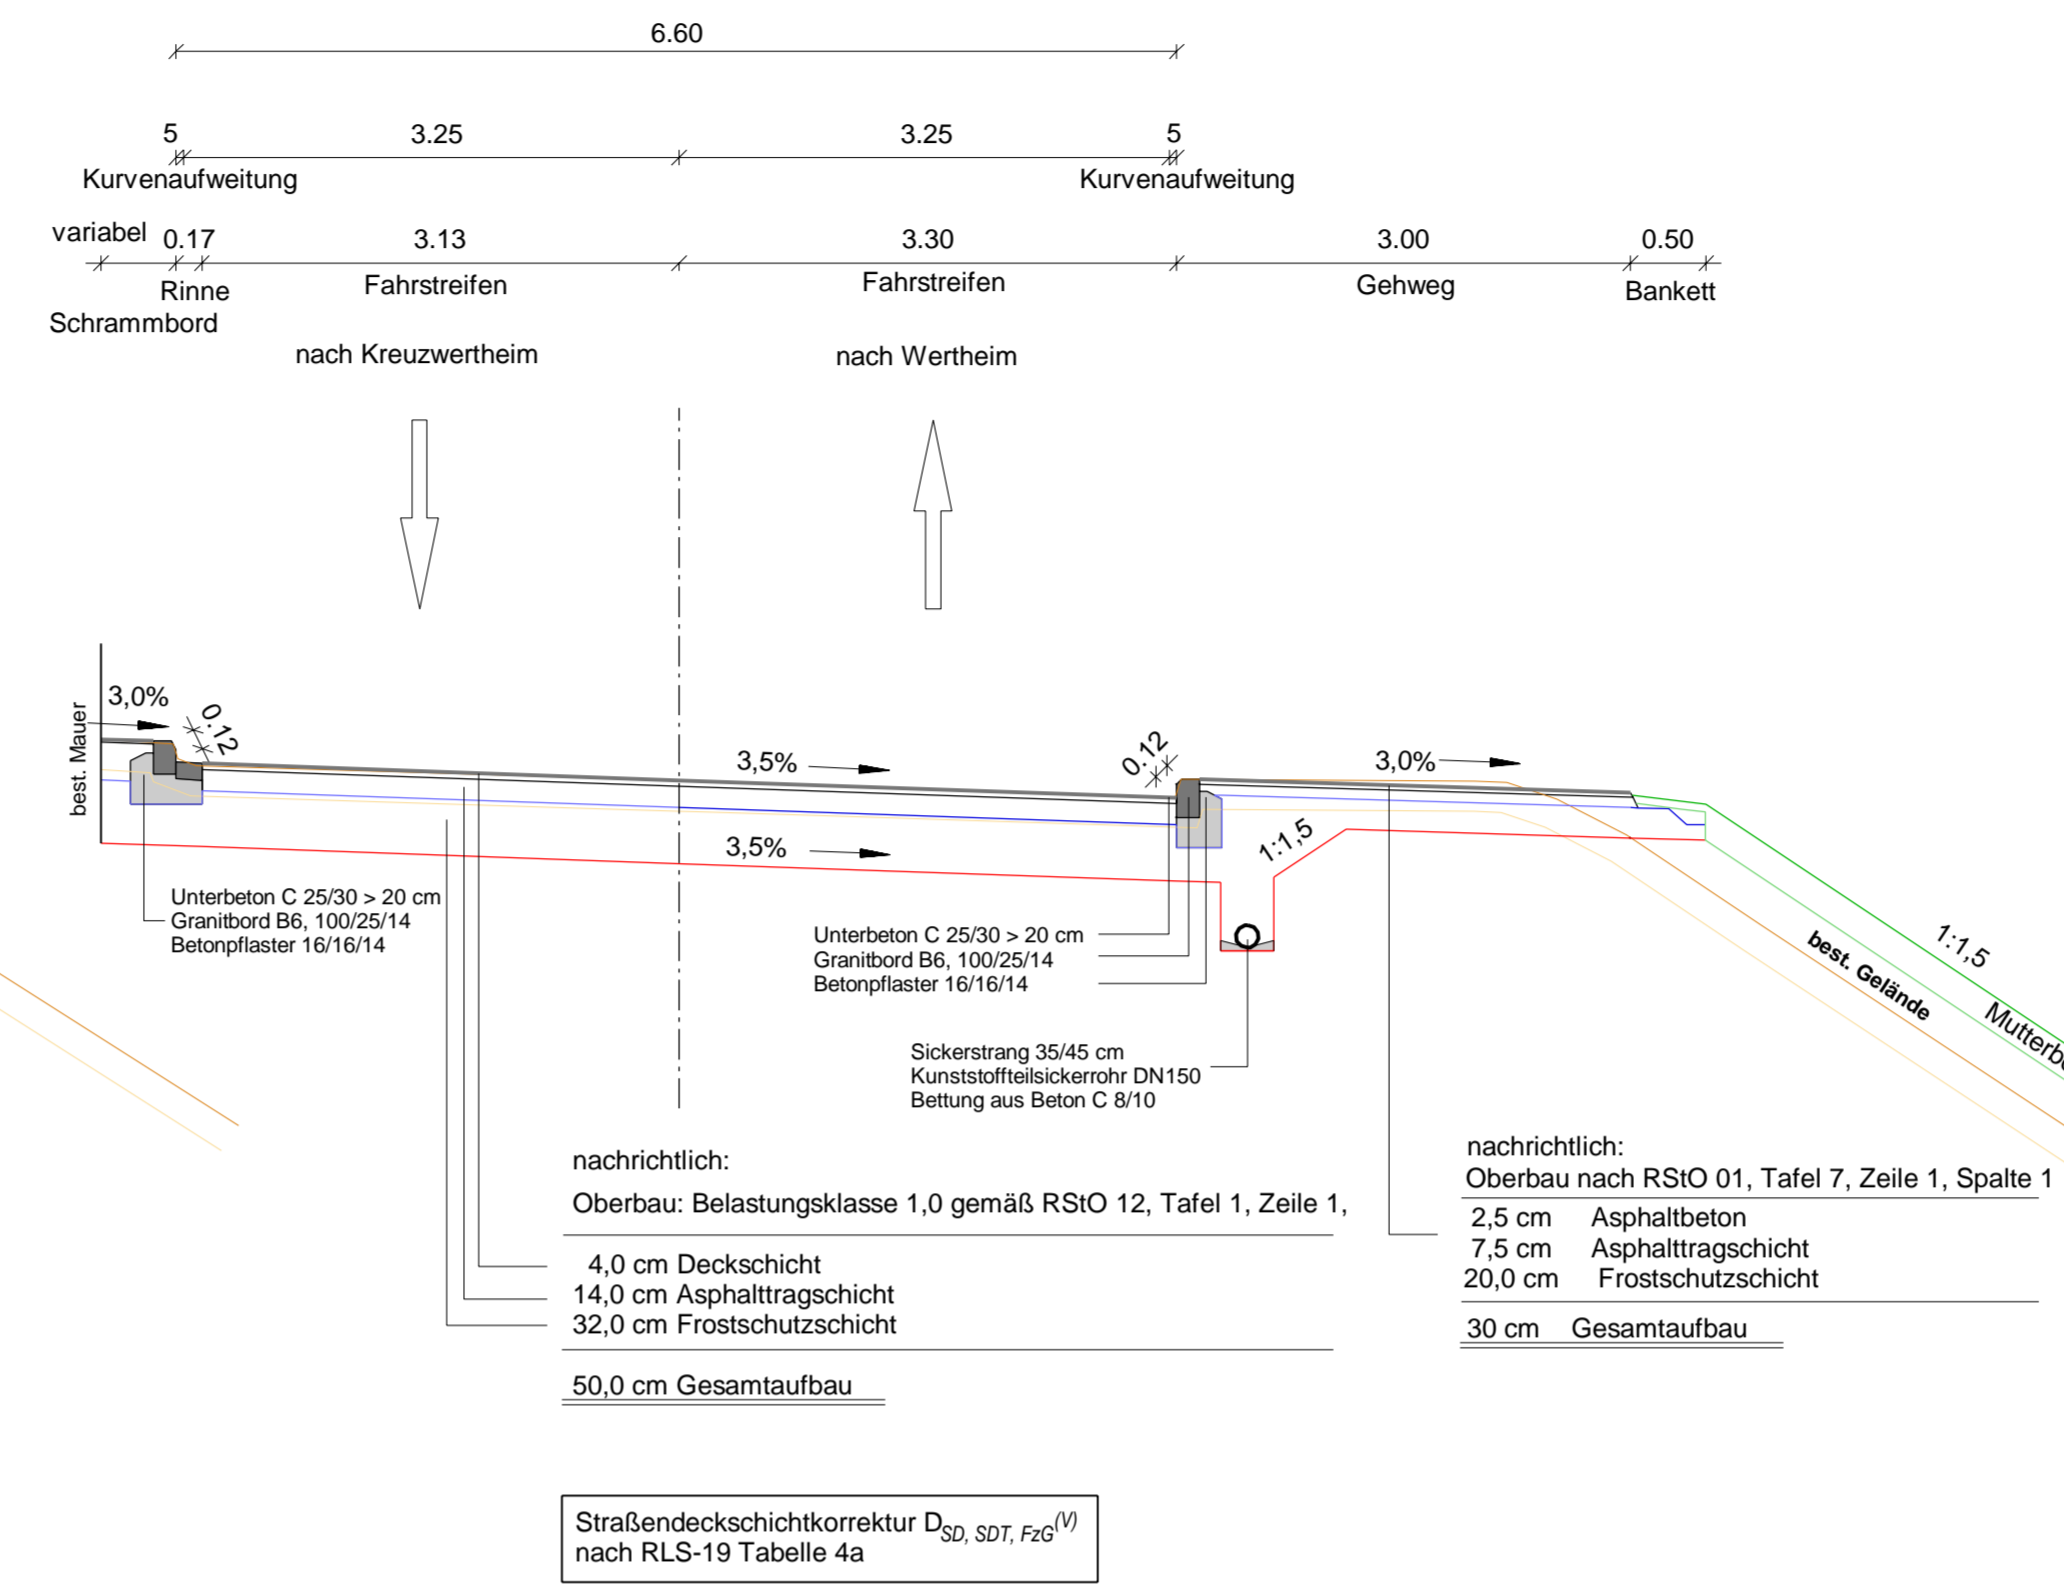 6.60
5 3.25 3.25 5
Kurvenaufweitung Kurvenaufweitung
variabel 0.17 3.13 3.30 3.00 0.50
Rinne Fahrstreifen Fahrstreifen Gehweg Bankett
Schrammbord
nach Kreuzwertheim nach Wertheim
best. Mauer
3,0%
0.12
3,5%
0.12
3,0%
3,5%
1:1,5
Unterbeton C 25/30 > 20 cm
Granitbord B6, 100/25/14
Betonpflaster 16/16/14
Unterbeton C 25/30 > 20 cm
Granitbord B6, 100/25/14
Betonpflaster 16/16/14
1:1,5
best. Gelände
Sickerstrang 35/45 cm
Kunststoffteilsickerrohr DN150
Bettung aus Beton C 8/10
nachrichtlich:
Oberbau: Belastungsklasse 1,0 gemäß RStO 12, Tafel 1, Zeile 1,
4,0 cm Deckschicht
14,0 cm Asphalttragschicht
32,0 cm Frostschutzschicht
50,0 cm Gesamtaufbau
nachrichtlich:
Oberbau nach RStO 01, Tafel 7, Zeile 1, Spalte 1
2,5 cm Asphaltbeton
7,5 cm Asphalttragschicht
20,0 cm Frostschutzschicht
30 cm Gesamtaufbau
Straßendeckschichtkorrektur D SD, SDT, FzG (V)
nach RLS-19 Tabelle 4a